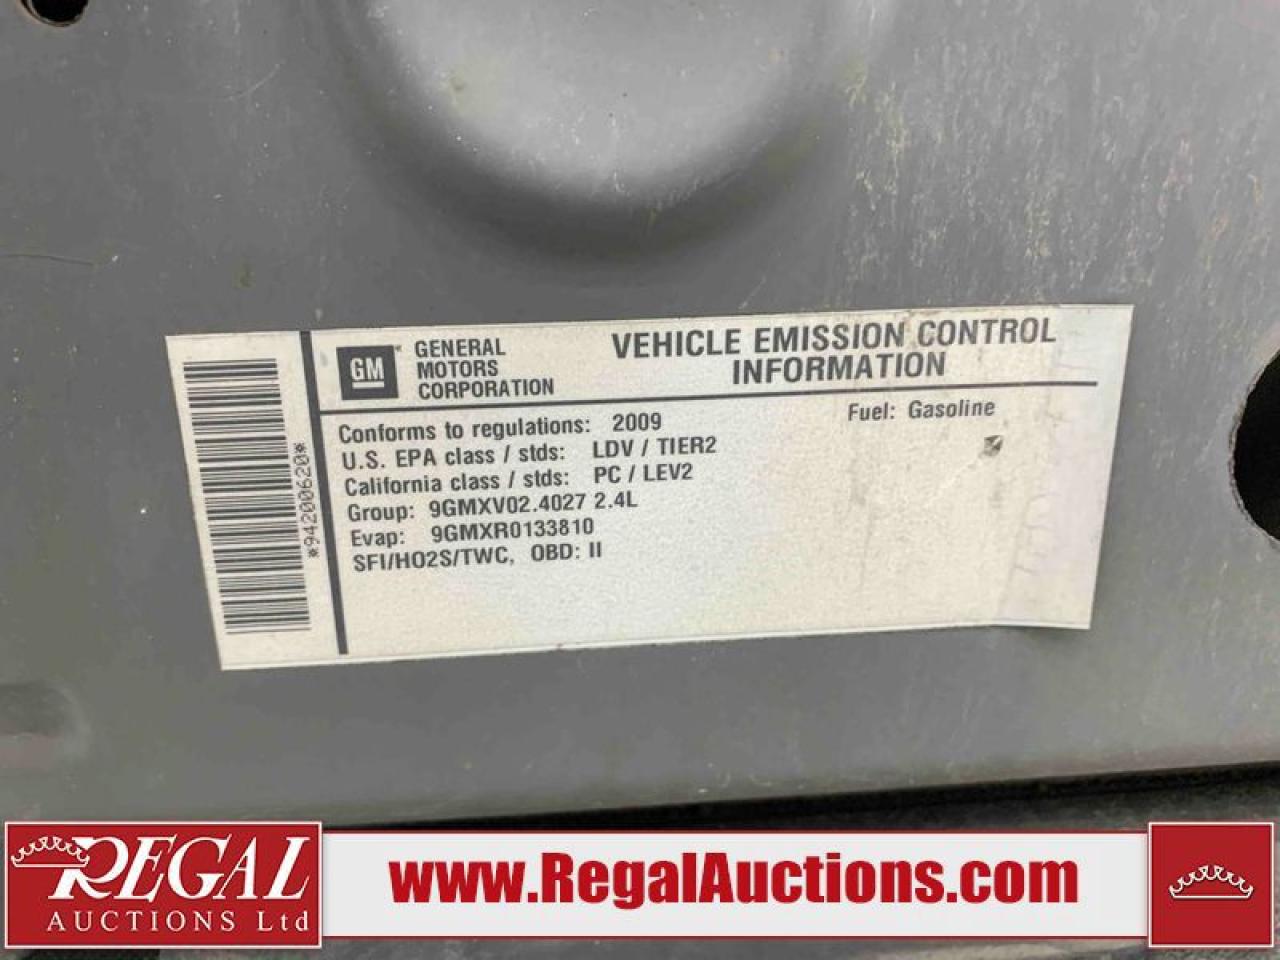 *94200620*
GM
GENERAL
MOTORS
CORPORATION
VEHICLE EMISSION CONTROL
INFORMATION
Conforms to regulations: 2009
Fuel: Gasoline
U.S. EPA class / stds: LDV / TIER2
California class / stds: PC / LEV2
Group: 9GMXV02.4027 2.4L
Evap: 9GMXR0133810
SFI/HO2S/TWC, OBD: II
REGAL
AUCTIONS Ltd
www.RegalAuctions.com